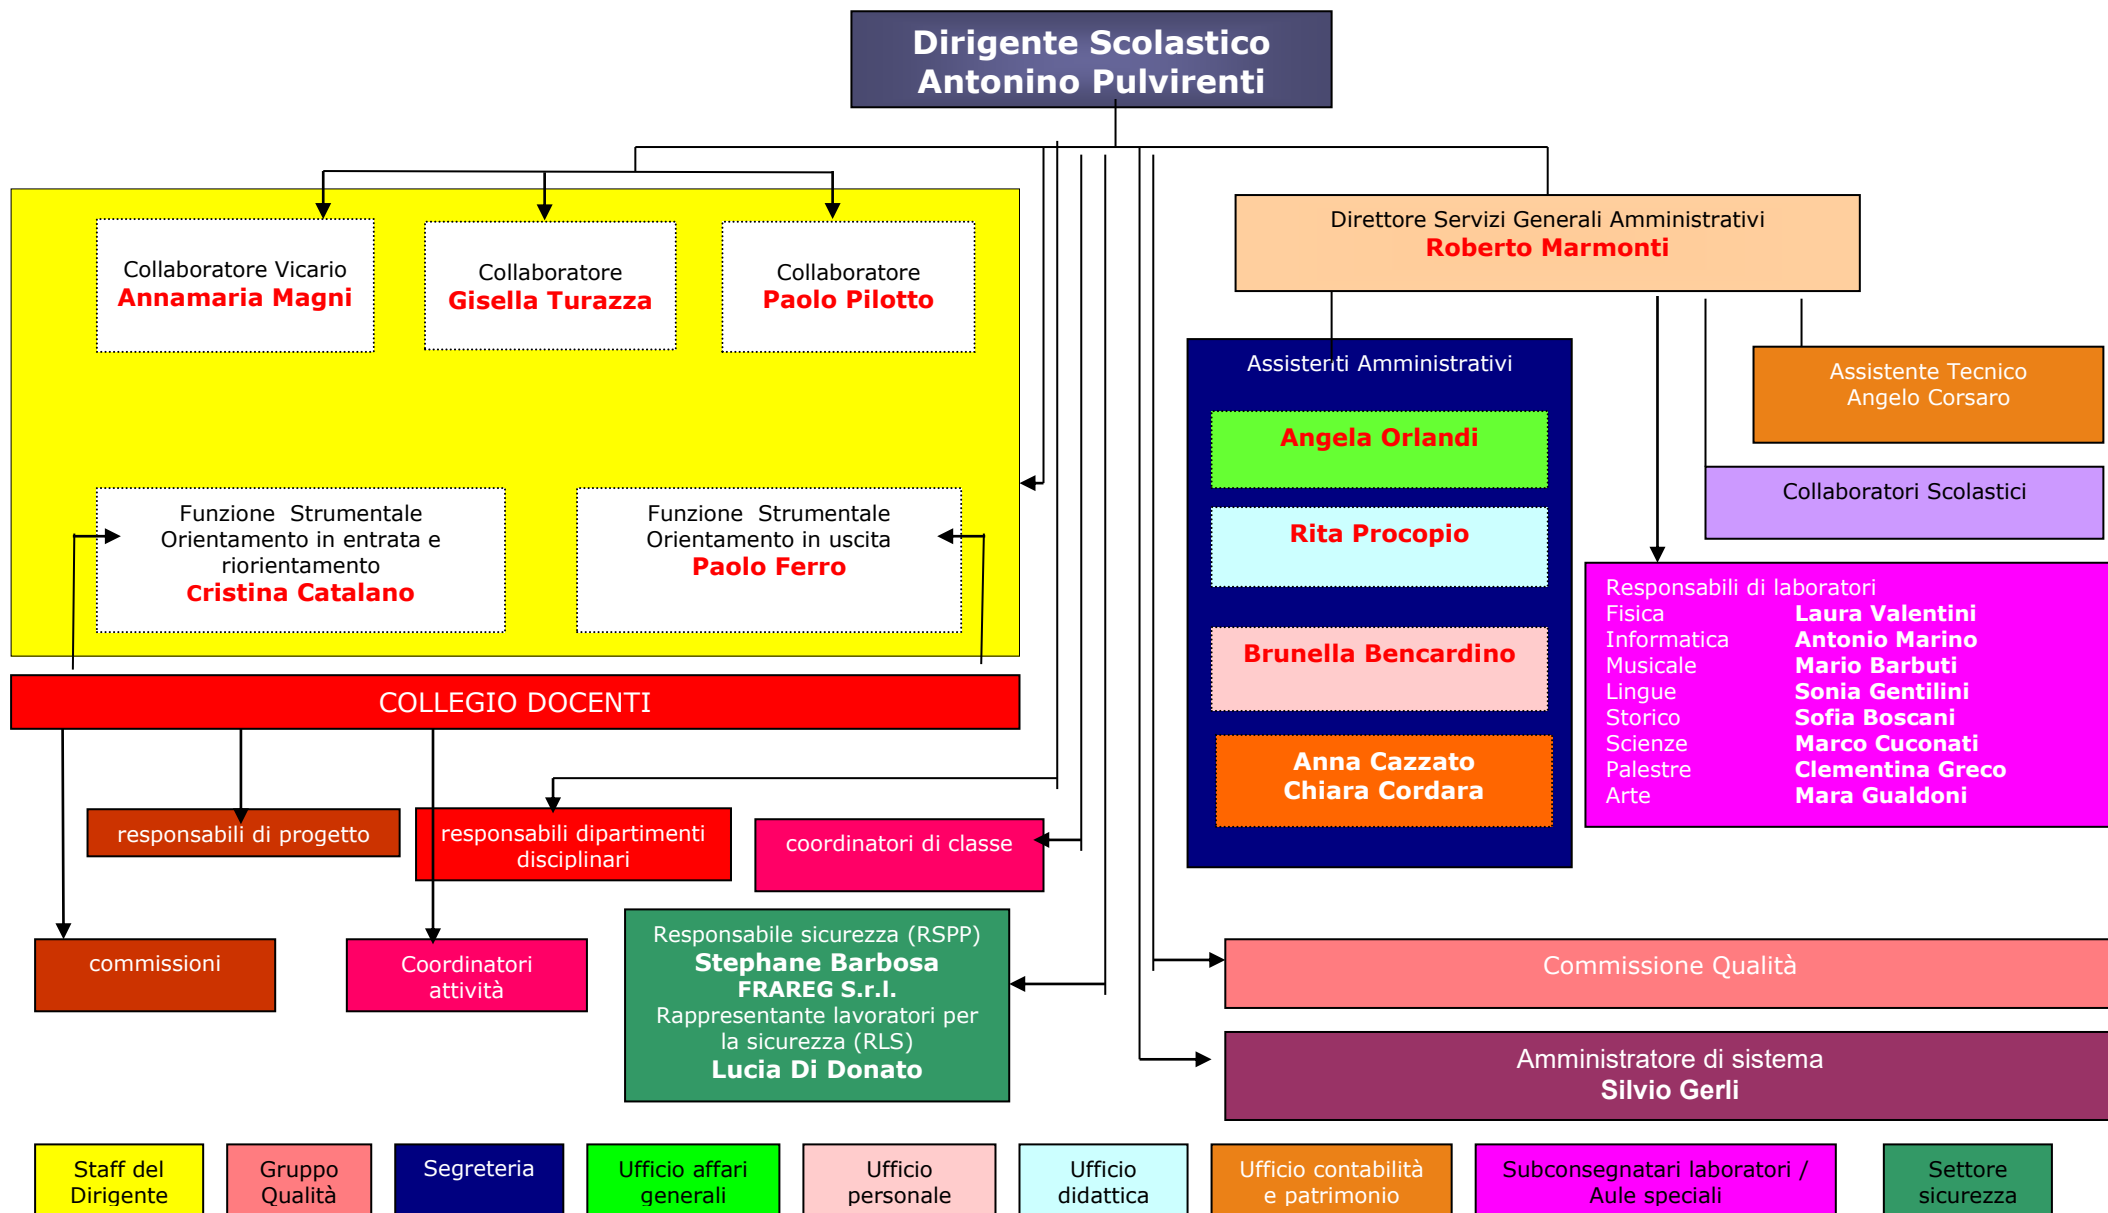 Dirigente Scolastico
Antonino Pulvirenti
Collaboratore Vicario
Annamaria Magni
Collaboratore
Gisella Turazza
Collaboratore
Paolo Pilotto
Direttore Servizi Generali Amministrativi
Roberto Marmonti
Assistenti Amministrativi
Angela Orlandi
Rita Procopio
Brunella Bencardino
Anna Cazzato
Chiara Cordara
Assistente Tecnico
Angelo Corsaro
Collaboratori Scolastici
Funzione Strumentale
Orientamento in entrata e
riorientamento
Cristina Catalano
Funzione Strumentale
Orientamento in uscita
Paolo Ferro
Responsabili di laboratori
Fisica Laura Valentini
Informatica Antonio Marino
Musicale Mario Barbuti
Lingue Sonia Gentilini
Storico Sofia Boscani
Scienze Marco Cuconati
Palestre Clementina Greco
Arte Mara Gualdoni
COLLEGIO DOCENTI
responsabili di progetto
responsabili dipartimenti
disciplinari
coordinatori di classe
commissioni
Coordinatori
attività
Responsabile sicurezza (RSPP)
Stephane Barbosa
FRAREG S.r.l.
Rappresentante lavoratori per
la sicurezza (RLS)
Lucia Di Donato
Commissione Qualità
Amministratore di sistema
Silvio Gerli
Staff del
Dirigente
Gruppo
Qualità
Segreteria
Ufficio affari
generali
Ufficio
personale
Ufficio
didattica
Ufficio contabilità
e patrimonio
Subconsegnatari laboratori /
Aule speciali
Settore
sicurezza